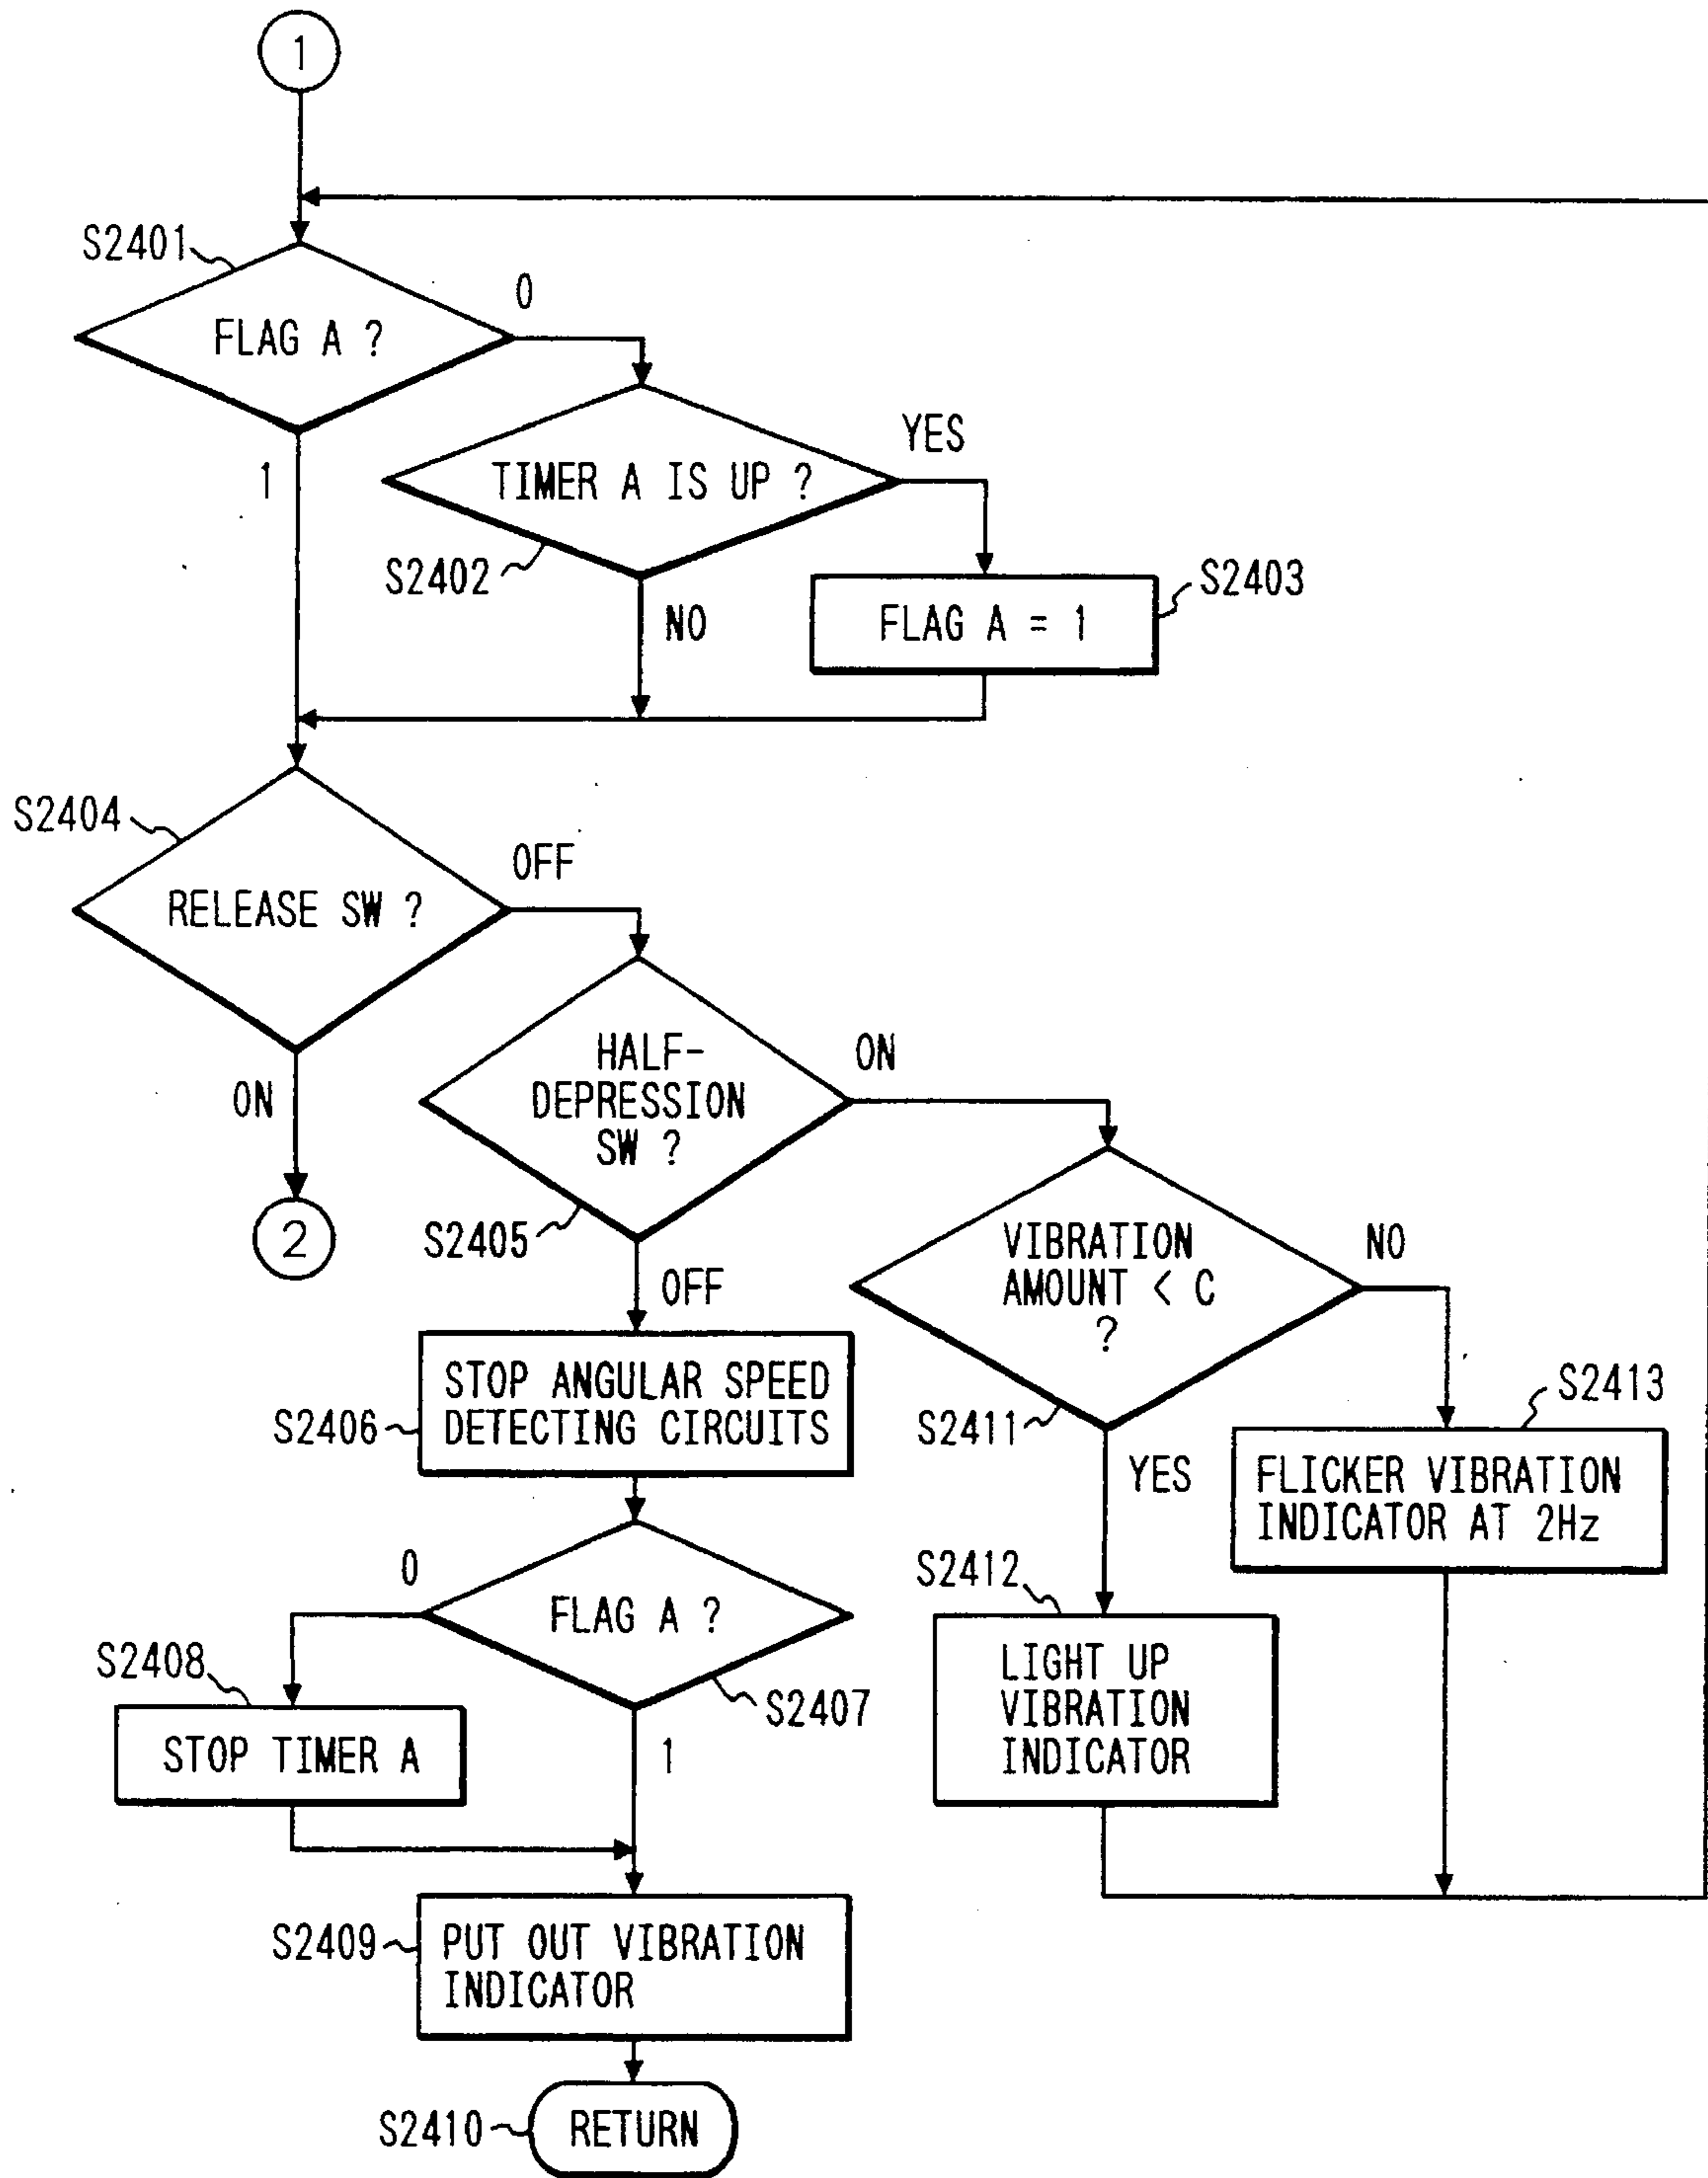 1
S2401
0
FLAG A ?
1
YES
TIMER A IS UP ?
S2402
NO
S2403
FLAG A = 1
S2404
OFF
RELEASE SW ?
ON
2
HALF-
DEPRESSION
SW ?
ON
S2405
OFF
VIBRATION
AMOUNT < C
?
NO
S2411
YES
STOP ANGULAR SPEED
DETECTING CIRCUITS
S2406
S2413
FLICKER VIBRATION
INDICATOR AT 2Hz
0
FLAG A ?
S2407
1
S2408
STOP TIMER A
S2412
LIGHT UP
VIBRATION
INDICATOR
S2409
PUT OUT VIBRATION
INDICATOR
S2410
RETURN